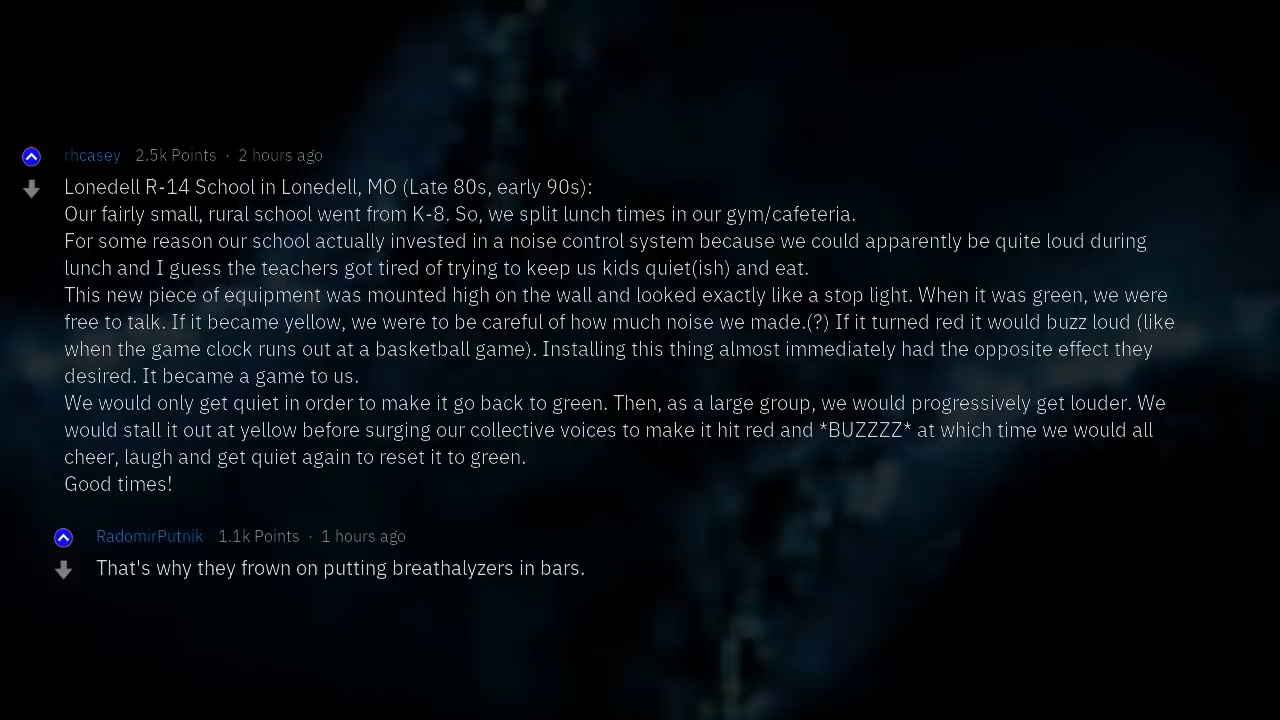 rhcasey 2.5k Points · 2 hours ago
Lonedell R-14 School in Lonedell, MO (Late 80s, early 90s):
Our fairly small, rural school went from K-8. So, we split lunch times in our gym/cafeteria.
For some reason our school actually invested in a noise control system because we could apparently be quite loud during
lunch and I guess the teachers got tired of trying to keep us kids quiet(ish) and eat.
This new piece of equipment was mounted high on the wall and looked exactly like a stop light. When it was green, we were
free to talk. If it became yellow, we were to be careful of how much noise we made.(?) If it turned red it would buzz loud (like
when the game clock runs out at a basketball game). Installing this thing almost immediately had the opposite effect they
desired. It became a game to us.
We would only get quiet in order to make it go back to green. Then, as a large group, we would progressively get louder. We
would stall it out at yellow before surging our collective voices to make it hit red and *BUZZZZ* at which time we would all
cheer, laugh and get quiet again to reset it to green.
Good times!
RadomirPutnik 1.1k Points · 1 hours ago
That's why they frown on putting breathalyzers in bars.